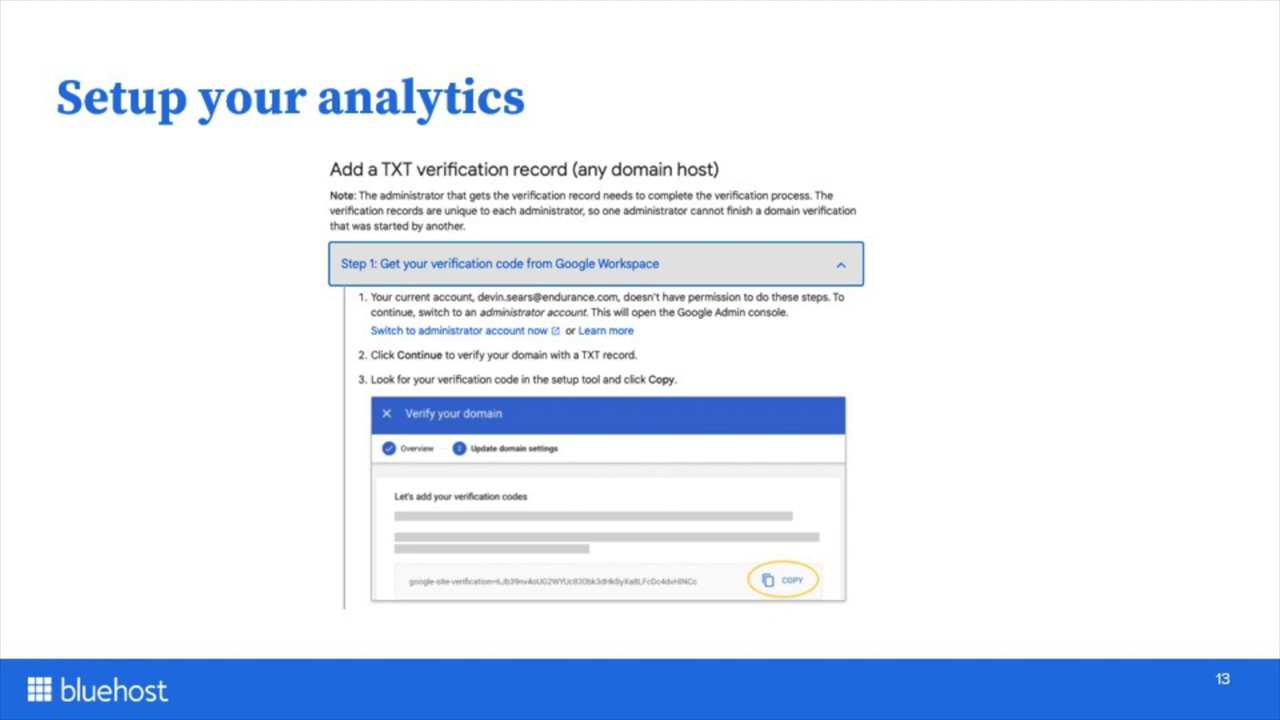 Setup your analytics
Add a TXT verification record (any domain host)
Note: The administrator that gets the verification record needs to complete the verification process. The
verification records are unique to each administrator, so one administrator cannot finish a domain verification
that was started by another.
Step 1: Get your verification code from Google Workspace
1. Your current account, devin.sears@endurance.com, doesn't have permission to do these steps. To
continue, switch to an administrator account. This will open the Google Admin console.
Switch to administrator account now or Learn more
2. Click Continue to verify your domain with a TXT record.
3. Look for your verification code in the setup tool and click Copy.
Verify your domain
Overview 2 Update domain settings
Let's add your verification codes
COPY
bluehost
13